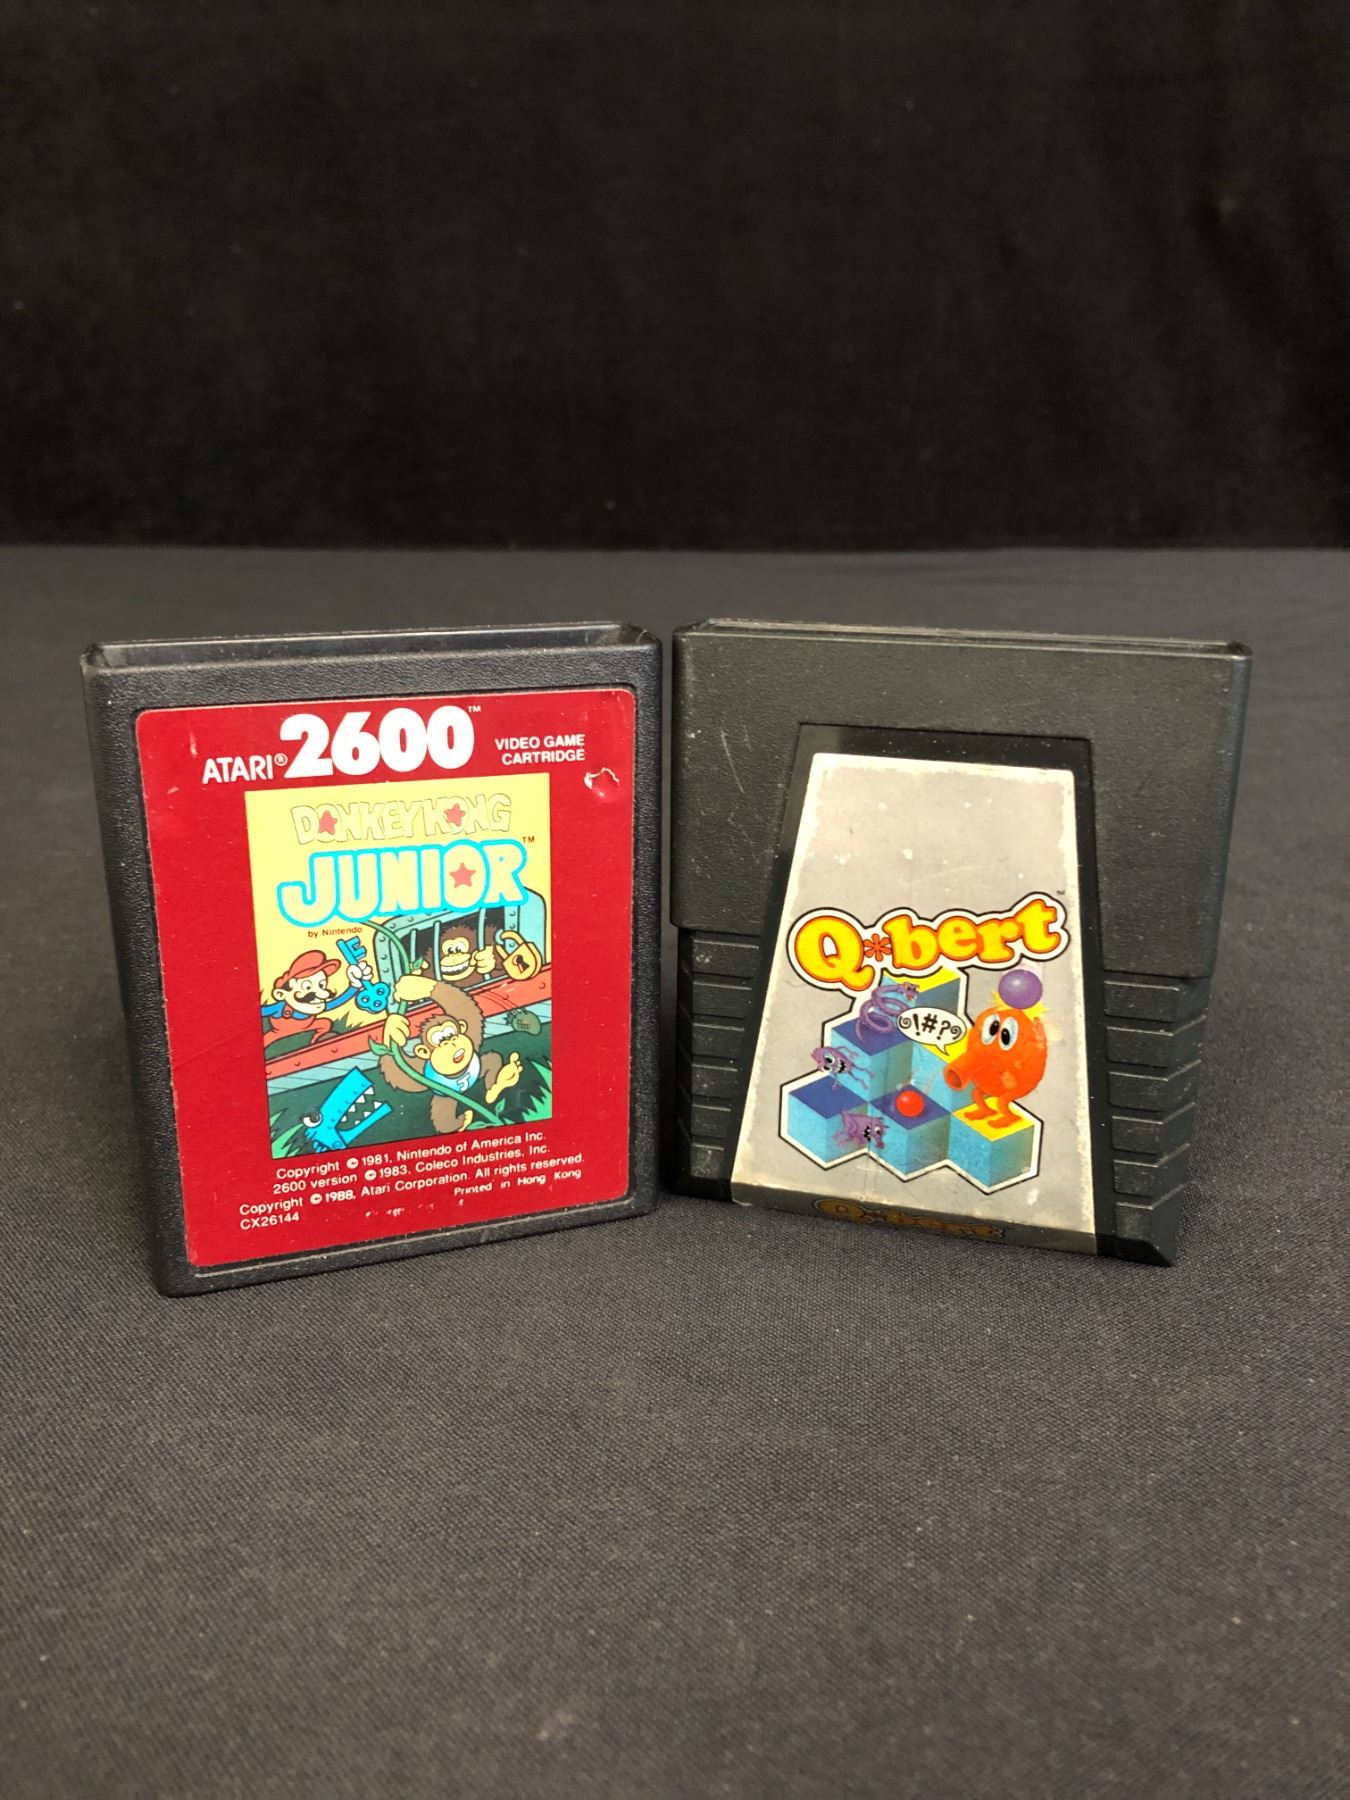 ATARI® 2600™
VIDEO GAME
CARTRIDGE
DONKEY KONG
JUNIOR™
by Nintendo
J
Copyright © 1981, Nintendo of America Inc.
2600 version © 1983, Coleco Industries, Inc.
Copyright © 1988, Atari Corporation. All rights reserved.
CX26144
Printed in Hong Kong
Q*bert™
@!#?@
Q*bert